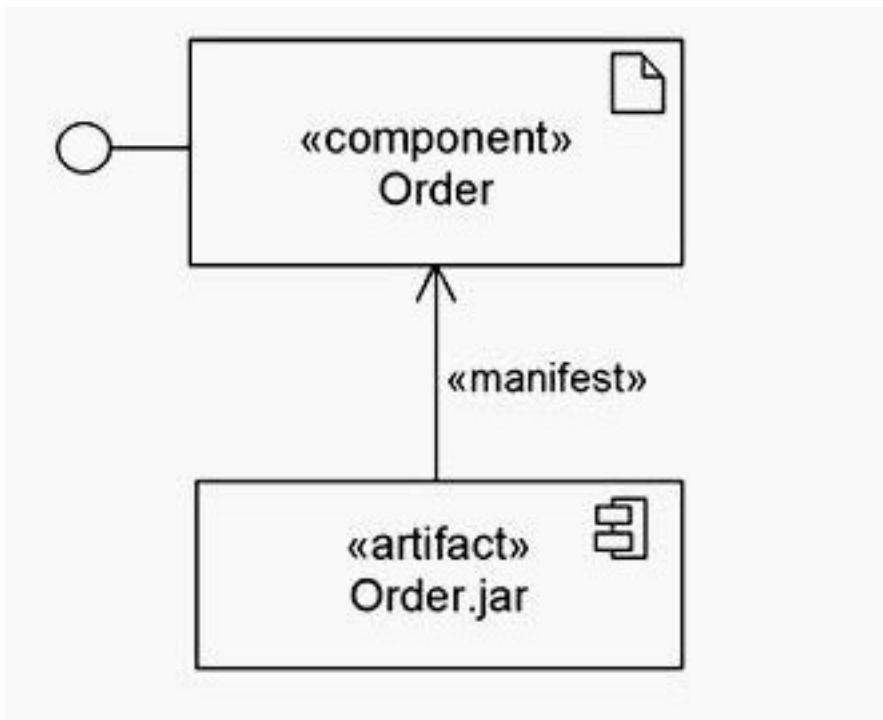 «component»
Order
«manifest»
«artifact»
Order.jar